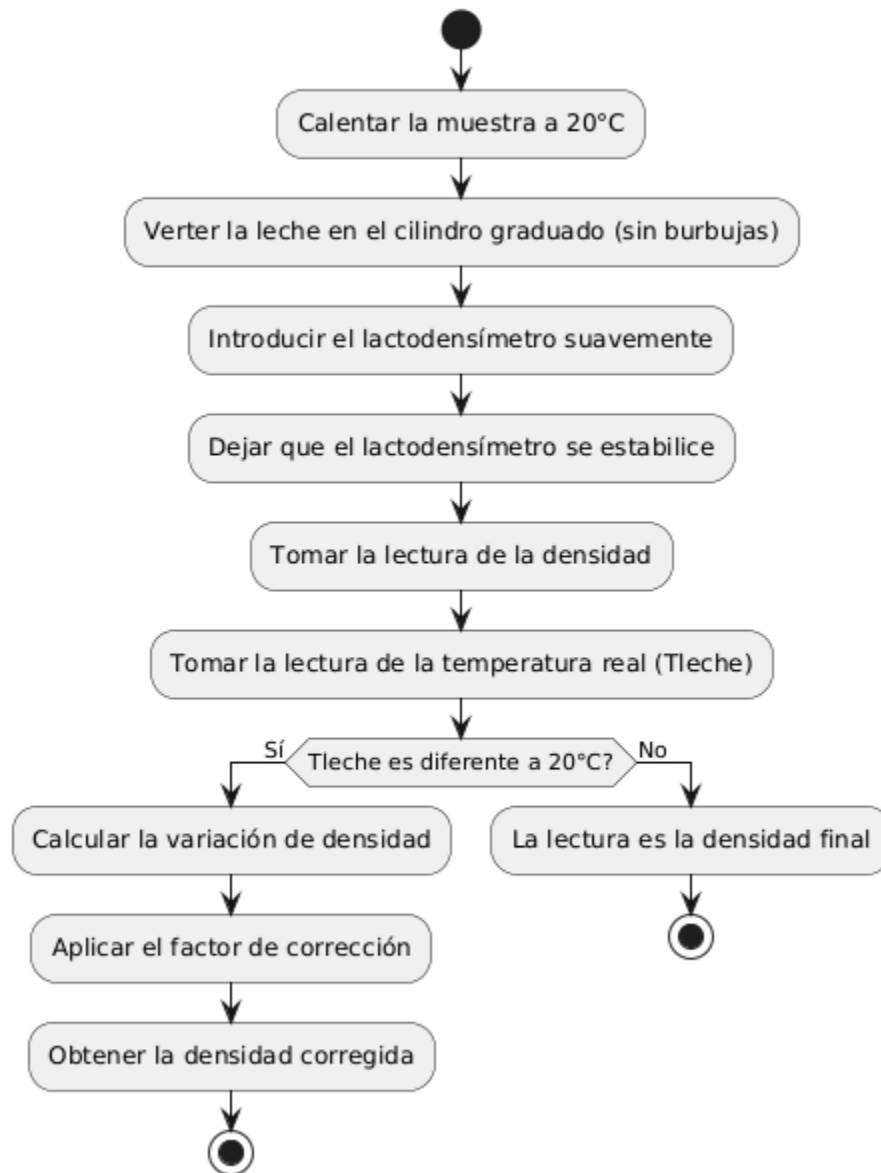 Calentar la muestra a 20°C
Verter la leche en el cilindro graduado (sin burbujas)
Introducir el lactodensímetro suavemente
Dejar que el lactodensímetro se estabilice
Tomar la lectura de la densidad
Tomar la lectura de la temperatura real (Tleche)
Sí
Tleche es diferente a 20°C?
No
Calcular la variación de densidad
La lectura es la densidad final
Aplicar el factor de corrección
Obtener la densidad corregida